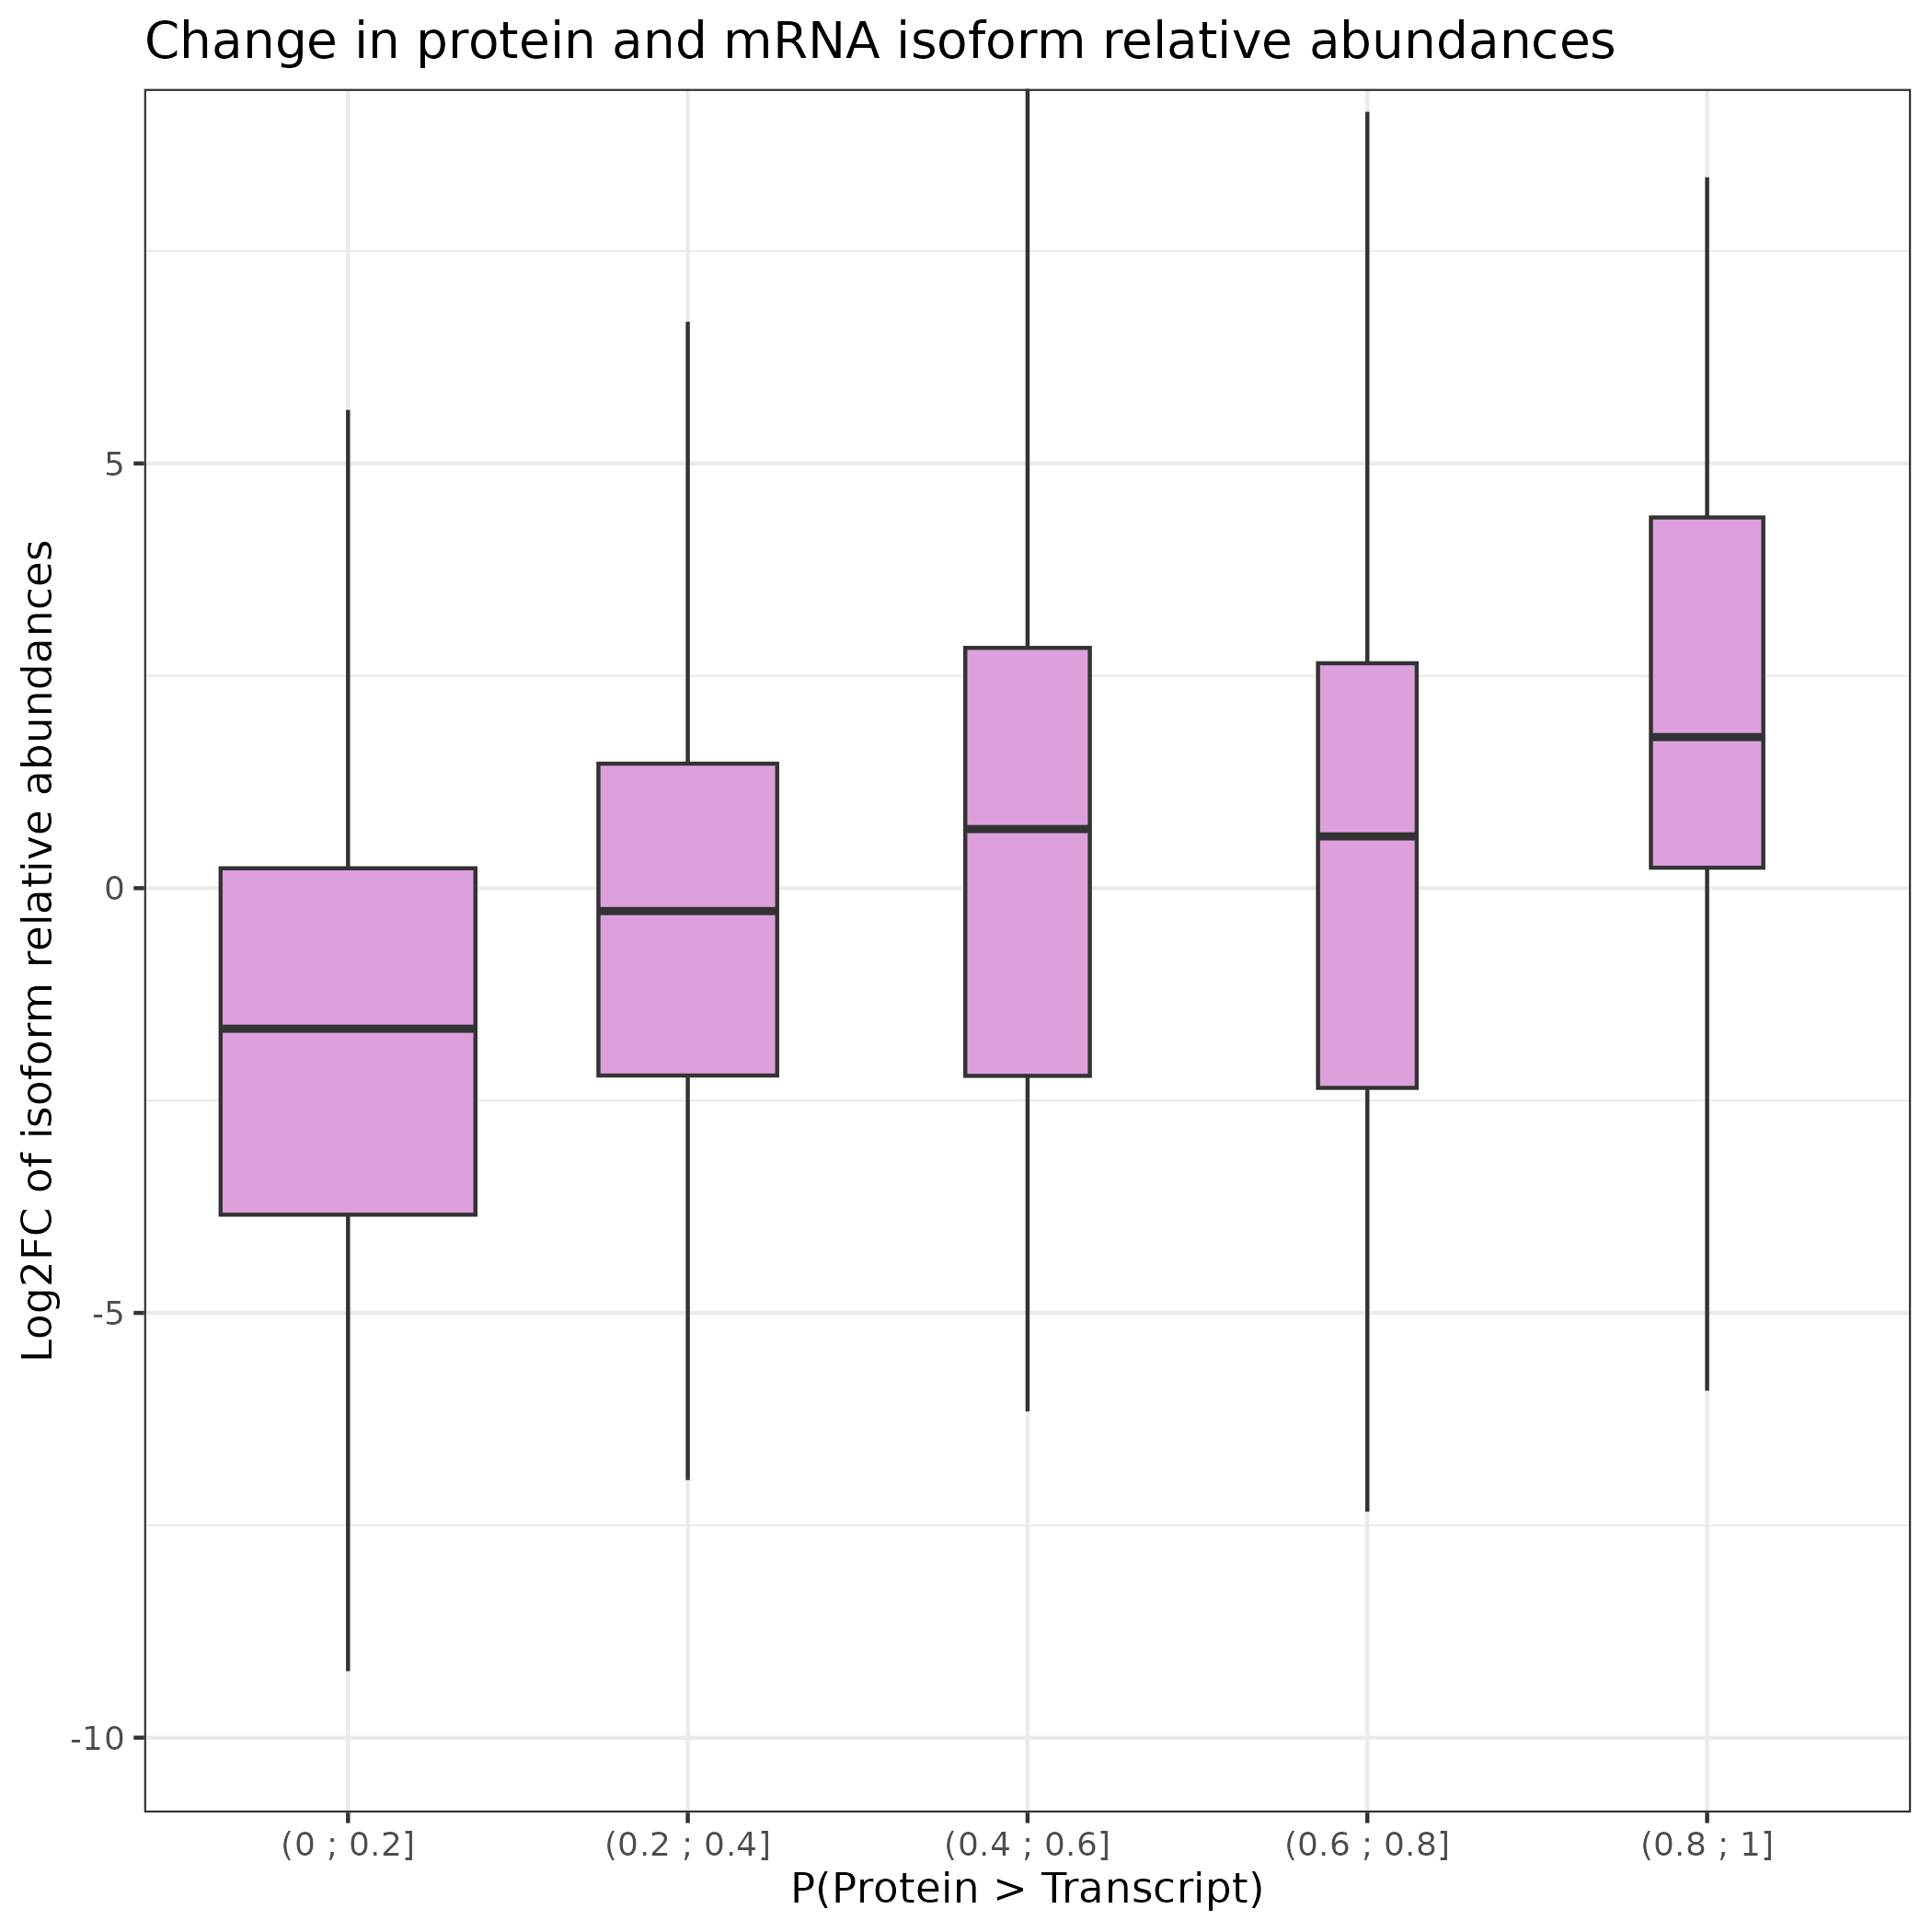 Change in protein and mRNA isoform relative abundances
Log2FC of isoform relative abundances
5
0
-5
-10
(0 ; 0.2]
(0.2 ; 0.4]
(0.4 ; 0.6]
(0.6 ; 0.8]
(0.8 ; 1]
P(Protein > Transcript)